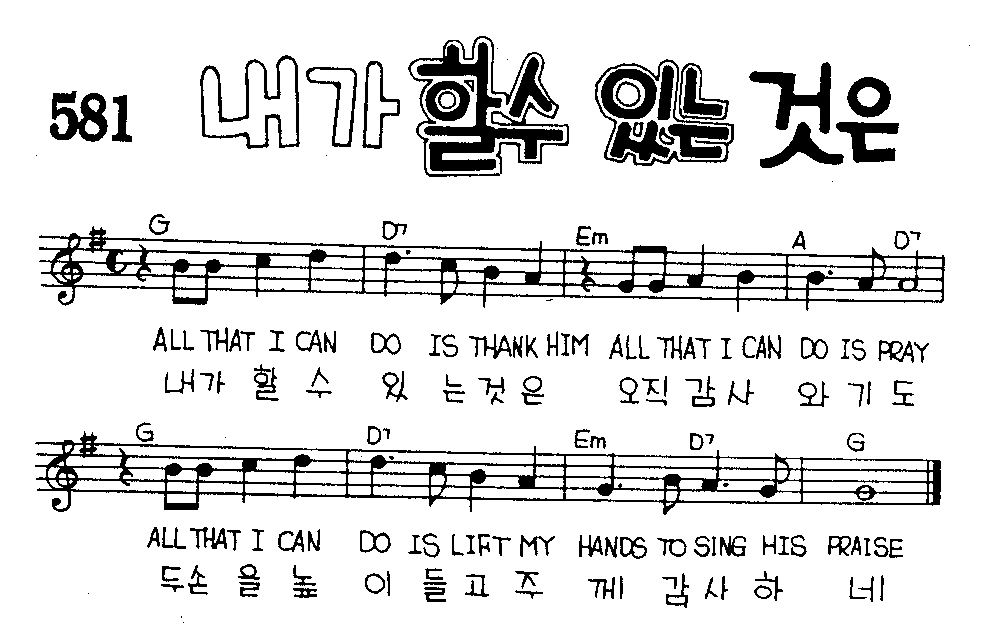 581 내가 할수 있는 것은
G D7 Em A D7
ALL THAT I CAN DO IS THANK HIM ALL THAT I CAN DO IS PRAY
내가 할 수 있 는 것 은 오직 감 사 와 기 도
G D7 Em D7 G
ALL THAT I CAN DO IS LIFT MY HANDS TO SING HIS PRAISE
두손 을 높 이 들 고 주 께 감 사 하 네